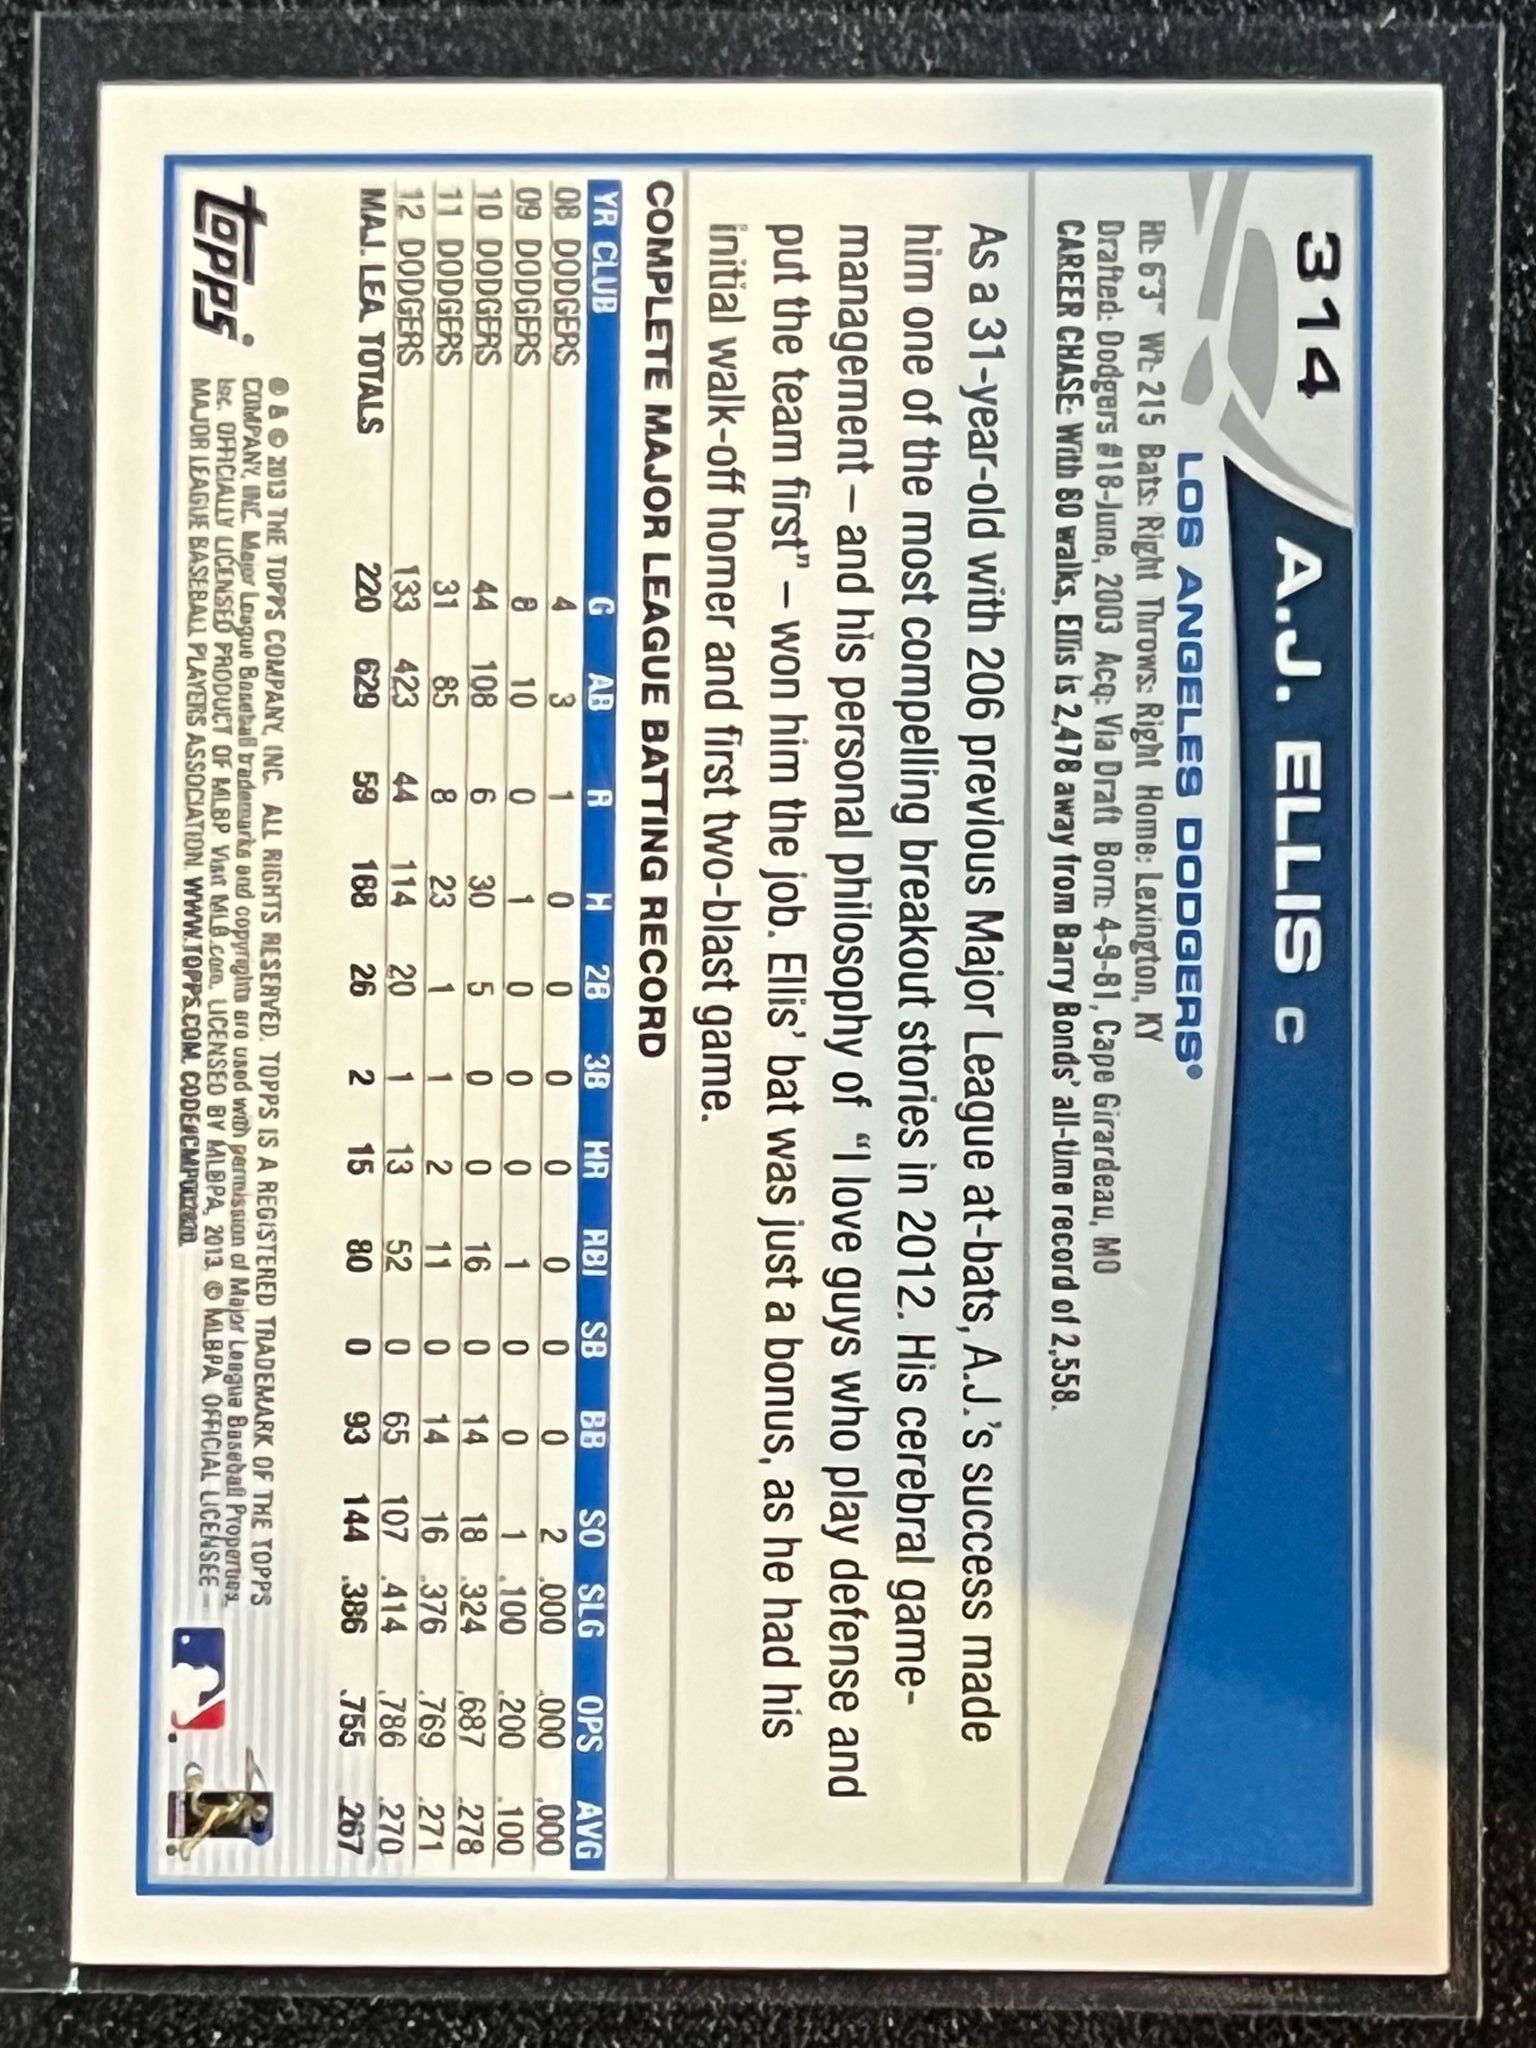 314
A.J. ELLIS C
LOS ANGELES DODGERS®
Ht: 6'3" Wt: 215 Bats: Right Throws: Right Home: Lexington, KY
Drafted: Dodgers #18-June, 2003 Acq: Via Draft Born: 4-9-81, Cape Girardeau, MO
CAREER CHASE: With 80 walks, Ellis is 2,478 away from Barry Bonds' all-time record of 2,558.
As a 31-year-old with 206 previous Major League at-bats, A.J.'s success made
him one of the most compelling breakout stories in 2012. His cerebral game-
management – and his personal philosophy of "I love guys who play defense and
put the team first" – won him the job. Ellis' bat was just a bonus, as he had his
initial walk-off homer and first two-blast game.
COMPLETE MAJOR LEAGUE BATTING RECORD
YR CLUB G AB R H 2B 3B HR RBI SB BB SO SLG OPS AVG
08 DODGERS 4 3 1 0 0 0 0 0 0 0 2 .000 .000 .000
09 DODGERS 8 10 0 1 0 0 0 1 0 0 1 .100 .200 .100
10 DODGERS 44 108 6 30 5 0 0 16 0 14 18 .324 .687 .278
11 DODGERS 31 85 8 23 1 1 2 11 0 14 16 .376 .769 .271
12 DODGERS 133 423 44 114 20 1 13 52 0 65 107 .414 .786 .270
MAJ. LEA. TOTALS 220 629 59 168 26 2 15 80 0 93 144 .386 .755 .267
topps
® & © 2013 THE TOPPS COMPANY, INC. ALL RIGHTS RESERVED. TOPPS IS A REGISTERED TRADEMARK OF THE TOPPS
COMPANY, INC. Major League Baseball trademarks and copyrights are used with permission of Major League Baseball Properties,
Inc. OFFICIALLY LICENSED PRODUCT OF MLBP. Visit MLB.com. LICENSED BY MLBPA, 2013. © MLBPA. OFFICIAL LICENSEE –
MAJOR LEAGUE BASEBALL PLAYERS ASSOCIATION. WWW.TOPPS.COM.